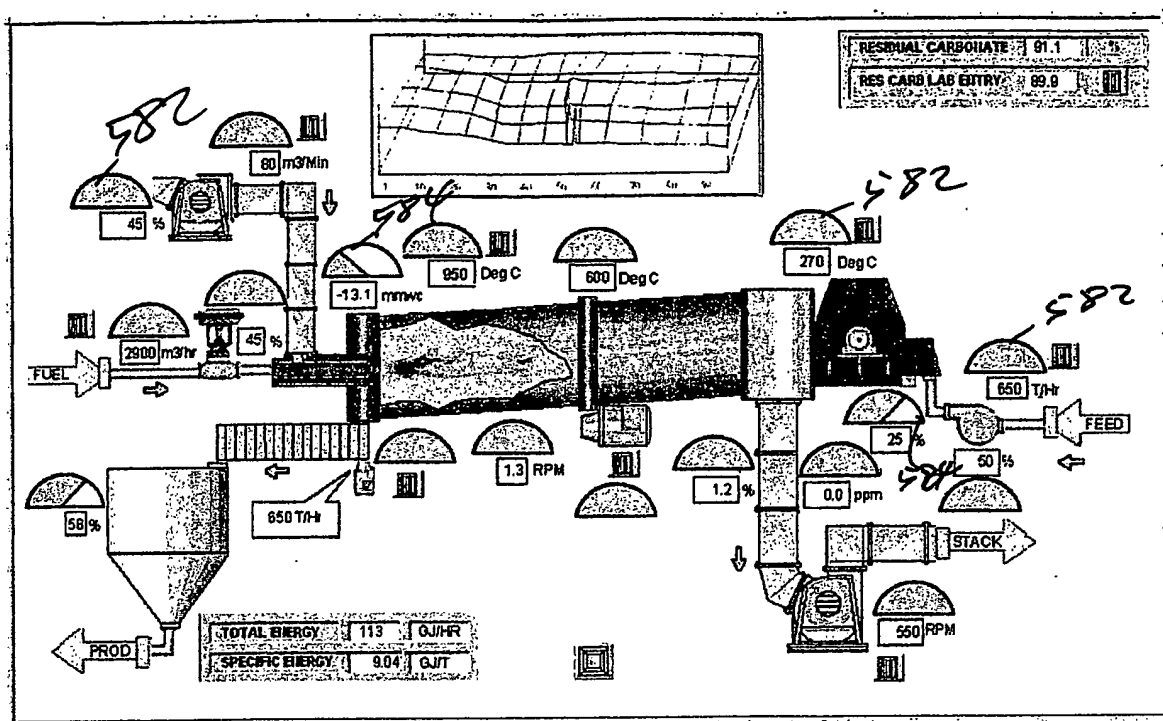 RESIDUAL CARBONATE 91.1 %
RES CARB LAB ENTRY 89.9
582
80 m3/Min
45 %
584
582
950 Deg C
600 Deg C
270 Deg C
-13.1 mmwc
582
2900 m3/hr
45 %
FUEL
650 T/Hr
FEED
25 %
50 %
584
1.3 RPM
1.2 %
0.0 ppm
58 %
650 T/Hr
STACK
550 RPM
PROD
TOTAL ENERGY 113 GJ/HR
SPECIFIC ENERGY 9.04 GJ/T